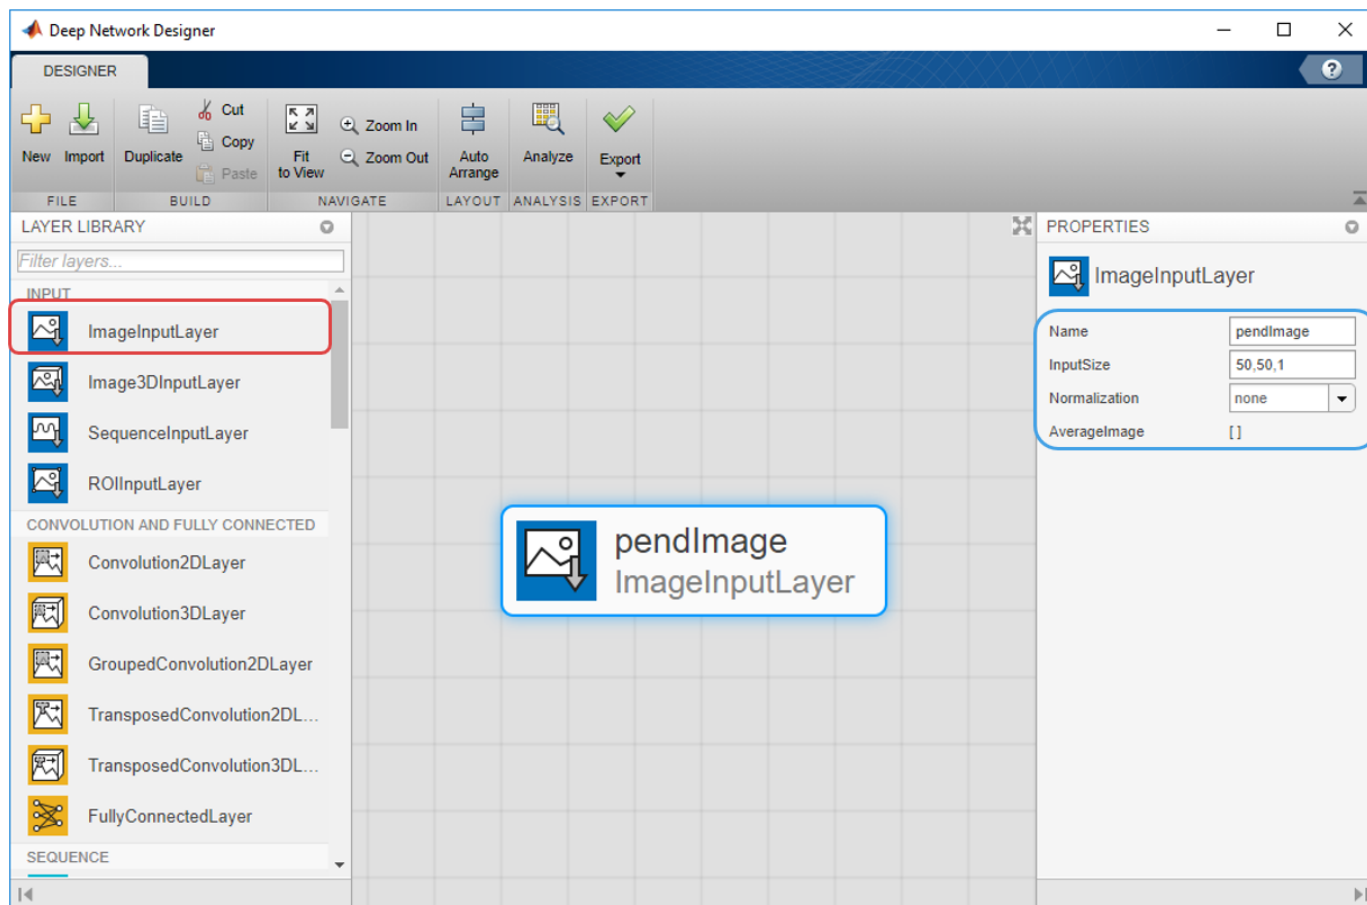 Deep Network Designer
DESIGNER
?
New
Import
Duplicate
Cut
Copy
Paste
Fit
to View
Zoom In
Zoom Out
Auto
Arrange
Analyze
Export
FILE
BUILD
NAVIGATE
LAYOUT
ANALYSIS
EXPORT
LAYER LIBRARY
Filter layers...
INPUT
ImageInputLayer
Image3DInputLayer
SequenceInputLayer
ROIInputLayer
CONVOLUTION AND FULLY CONNECTED
Convolution2DLayer
Convolution3DLayer
GroupedConvolution2DLayer
TransposedConvolution2DL...
TransposedConvolution3DL...
FullyConnectedLayer
SEQUENCE
pendImage
ImageInputLayer
PROPERTIES
ImageInputLayer
Name pendImage
InputSize 50,50,1
Normalization none
AverageImage []